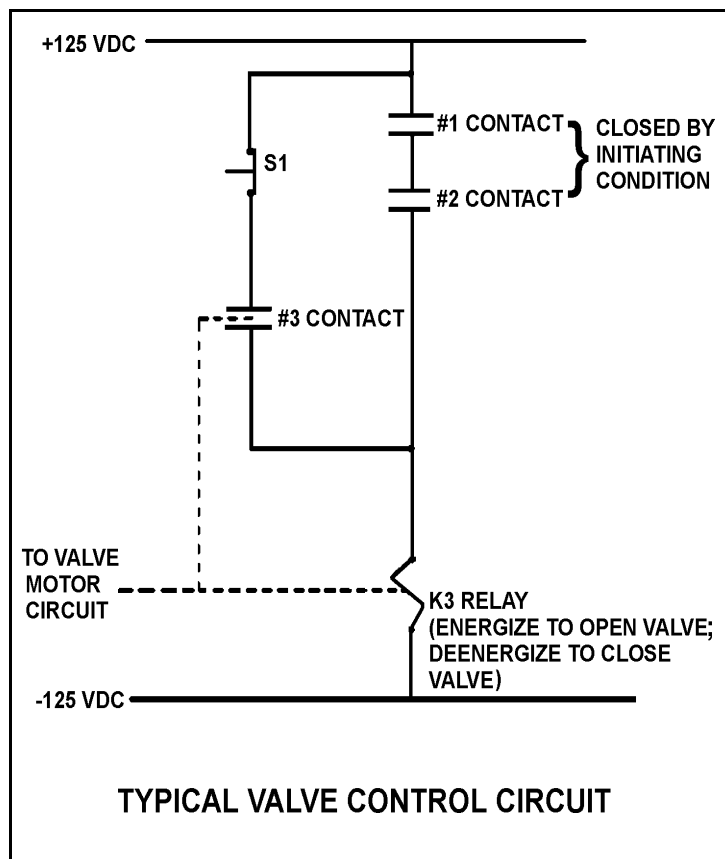 +125 VDC
S1
#1 CONTACT
#2 CONTACT
CLOSED BY
INITIATING
CONDITION
#3 CONTACT
TO VALVE
MOTOR
CIRCUIT
K3 RELAY
(ENERGIZE TO OPEN VALVE;
DEENERGIZE TO CLOSE
VALVE)
-125 VDC
TYPICAL VALVE CONTROL CIRCUIT